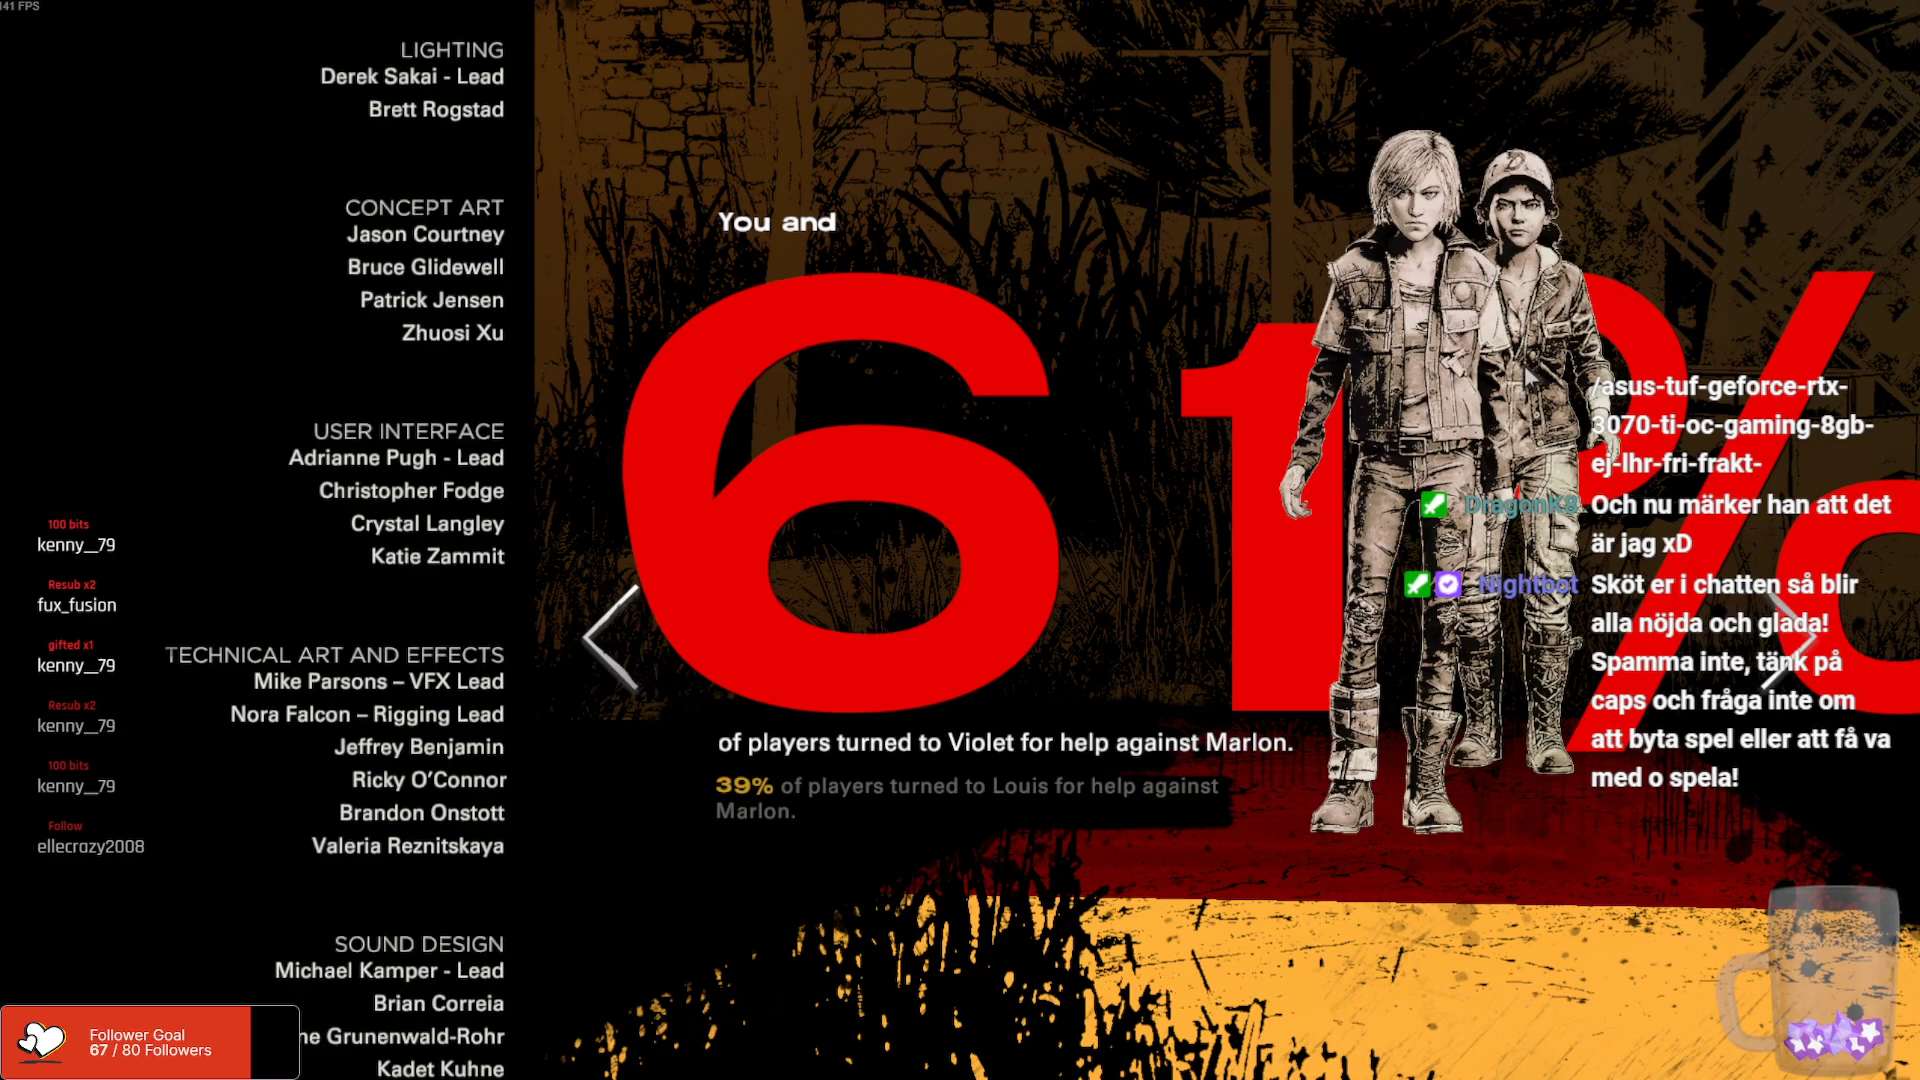 141 FPS
LIGHTING
Derek Sakai - Lead
Brett Rogstad
CONCEPT ART
Jason Courtney
Bruce Glidewell
Patrick Jensen
Zhuosi Xu
USER INTERFACE
Adrianne Pugh - Lead
Christopher Fodge
Crystal Langley
Katie Zammit
TECHNICAL ART AND EFFECTS
Mike Parsons – VFX Lead
Nora Falcon – Rigging Lead
Jeffrey Benjamin
Ricky O'Connor
Brandon Onstott
Valeria Reznitskaya
SOUND DESIGN
Michael Kamper - Lead
Brian Correia
ne Grunenwald-Rohr
Kadet Kuhne
100 bits
kenny__79
Resub x2
fux_fusion
gifted x1
kenny__79
Resub x2
kenny__79
100 bits
kenny__79
Follow
ellecrazy2008
Follower Goal
67 / 80 Followers
You and
61%
of players turned to Violet for help against Marlon.
39% of players turned to Louis for help against
Marlon.
/asus-tuf-geforce-rtx-
3070-ti-oc-gaming-8gb-
ej-lhr-fri-frakt-
DragonK8 Och nu märker han att det
är jag xD
Nightbot Sköt er i chatten så blir
alla nöjda och glada!
Spamma inte, tänk på
caps och fråga inte om
att byta spel eller att få va
med o spela!